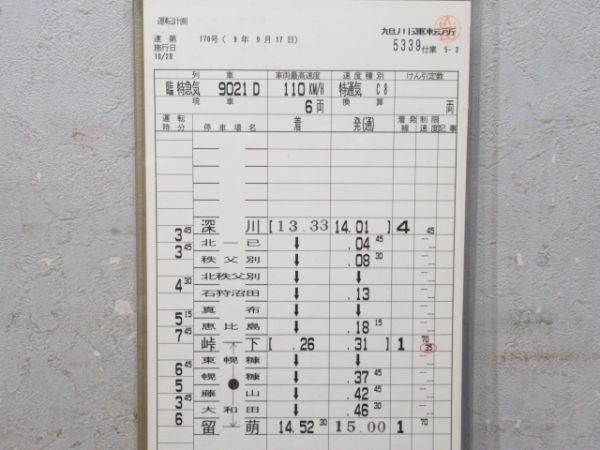 運転計画
達 第 170号 ( 9 年 9 月 17 日 )
施行日
10/26
旭川運転所
5339 仕業 5-3
列 車 車両最高速度 速度種別 けん引定数
臨 特急気 9021 D 110 KM/H 特通気 C 8
現 車 6 両 換 算 両
運転時分 停車場名 着 発(通) 着発線 制限速度 記事
深川 [ 13.33 14.01 4 45
3 45
北一已 ↓ .04 45
3 45
秩父別 ↓ .08 30
北秩父別 ↓ ↓
4 30
石狩沼田 ↓ .13
真布 ↓ ↓
5 15
恵比島 ↓ .18 15
7 45
峠下 [ .26 .31 ] 1 70 35
東幌糠 ↓ ↓
6 45
幌糠 ↓ .37 45
5
藤山 ↓ .42 45
3 45
大和田 ↓ .46 30
6
留萌 14.52 30 15.00 1 70